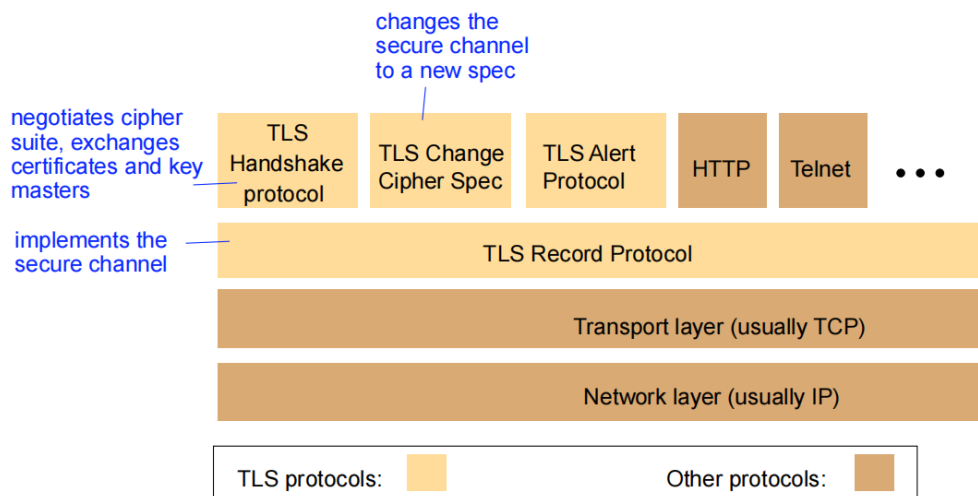 changes the
secure channel
to a new spec
negotiates cipher
suite, exchanges
certificates and key
masters
TLS
Handshake
protocol
TLS Change
Cipher Spec
TLS Alert
Protocol
HTTP
Telnet
...
implements the
secure channel
TLS Record Protocol
Transport layer (usually TCP)
Network layer (usually IP)
TLS protocols:
Other protocols: